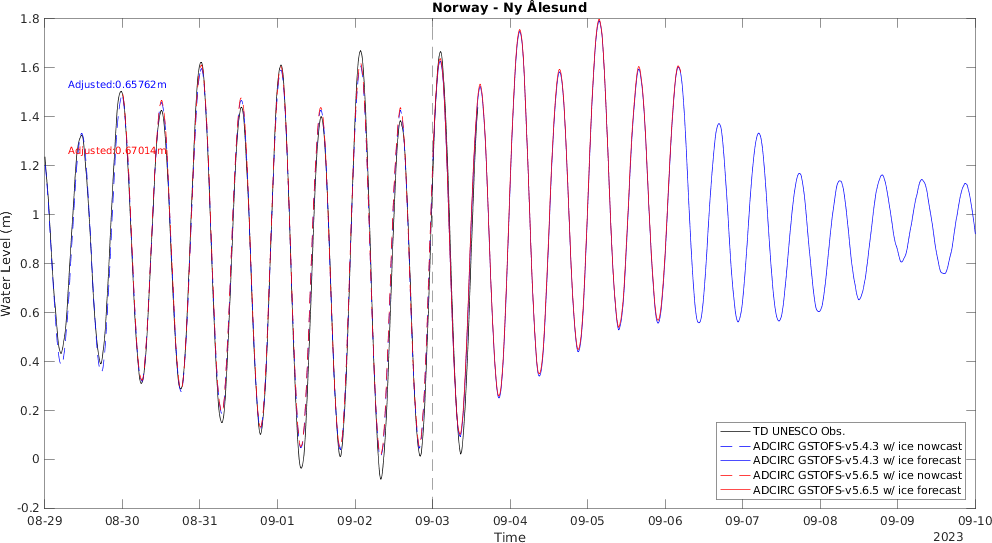 Norway - Ny Ålesund
1.8
1.6
1.4
1.2
1
0.8
0.6
0.4
0.2
0
-0.2
Water Level (m)
Adjusted:0.65762m
Adjusted:0.67014m
TD UNESCO Obs.
ADCIRC GSTOFS-v5.4.3 w/ ice nowcast
ADCIRC GSTOFS-v5.4.3 w/ ice forecast
ADCIRC GSTOFS-v5.6.5 w/ ice nowcast
ADCIRC GSTOFS-v5.6.5 w/ ice forecast
08-29 08-30 08-31 09-01 09-02 09-03 09-04 09-05 09-06 09-07 09-08 09-09 09-10
Time
2023